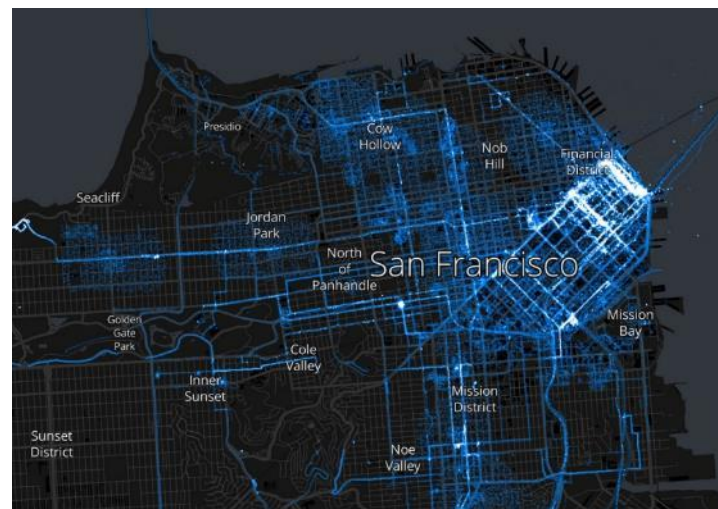 Presidio
Cow
Hollow
Nob
Hill
Financial
District
Seacliff
Jordan
Park
North
of
Panhandle
San Francisco
Golden
Gate
Park
Mission
Bay
Cole
Valley
Inner
Sunset
Mission
District
Sunset
District
Noe
Valley